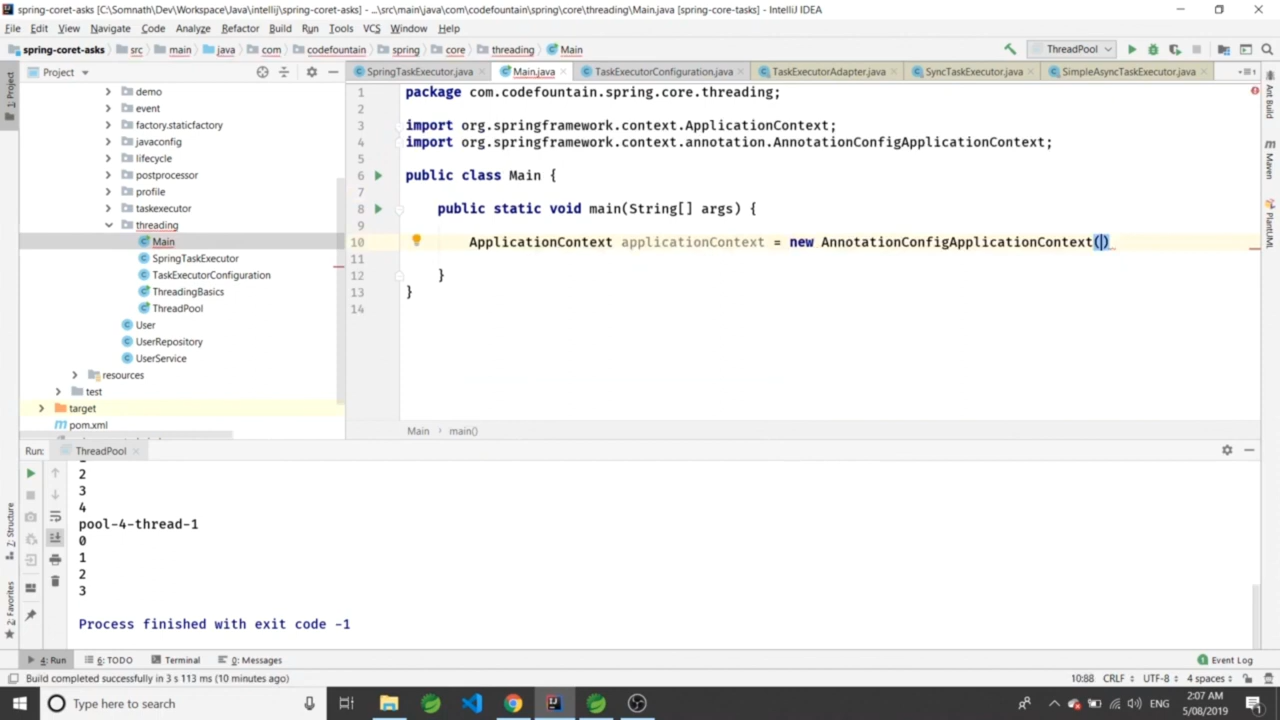 spring-coret-asks [C:\Somnath\Dev\Workspace\Java\intellij\spring-coret-asks] - ...\src\main\java\com\codefountain\spring\core\threading\Main.java [spring-core-tasks] - IntelliJ IDEA
File Edit View Navigate Code Analyze Refactor Build Run Tools VCS Window Help
spring-coret-asks src main java com codefountain spring core threading Main ThreadPool
Project SpringTaskExecutor.java Main.java TaskExecutorConfiguration.java TaskExecutorAdapter.java SyncTaskExecutor.java SimpleAsyncTaskExecutor.java
1: Project
demo
event
factory.staticfactory
javaconfig
lifecycle
postprocessor
profile
taskexecutor
threading
Main
SpringTaskExecutor
TaskExecutorConfiguration
ThreadingBasics
ThreadPool
User
UserRepository
UserService
resources
test
target
pom.xml
1 package com.codefountain.spring.core.threading;
2
3 import org.springframework.context.ApplicationContext;
4 import org.springframework.context.annotation.AnnotationConfigApplicationContext;
5
6 public class Main {
7
8 public static void main(String[] args) {
9
10 ApplicationContext applicationContext = new AnnotationConfigApplicationContext()
11
12 }
13 }
14
Main main()
Ant Build
Maven
PlantUML
Run: ThreadPool
2
3
4
pool-4-thread-1
0
1
2
3
Process finished with exit code -1
Z: Structure
2: Favorites
4: Run 6: TODO Terminal 0: Messages Event Log
Build completed successfully in 3 s 113 ms (10 minutes ago) 10:88 CRLF UTF-8 4 spaces
Type here to search ENG 2:07 AM
5/08/2019